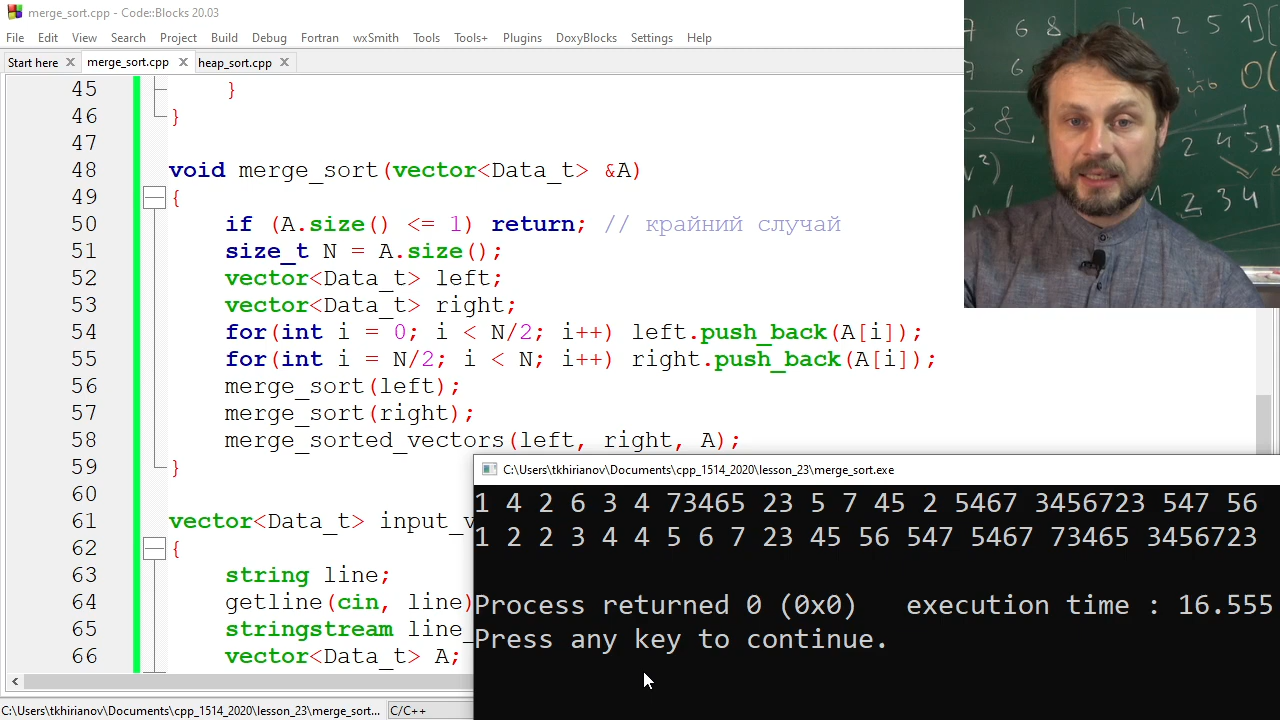 merge_sort.cpp - Code::Blocks 20.03
File Edit View Search Project Build Debug Fortran wxSmith Tools Tools+ Plugins DoxyBlocks Settings Help
Start here merge_sort.cpp heap_sort.cpp
45 }
46 }
47
48 void merge_sort(vector<Data_t> &A)
49 {
50 if (A.size() <= 1) return; // крайний случай
51 size_t N = A.size();
52 vector<Data_t> left;
53 vector<Data_t> right;
54 for(int i = 0; i < N/2; i++) left.push_back(A[i]);
55 for(int i = N/2; i < N; i++) right.push_back(A[i]);
56 merge_sort(left);
57 merge_sort(right);
58 merge_sorted_vectors(left, right, A);
59 }
60
61 vector<Data_t> input_v
62 {
63 string line;
64 getline(cin, line)
65 stringstream line_
66 vector<Data_t> A;
C:\Users\tkhirianov\Documents\cpp_1514_2020\lesson_23\merge_sort... C/C++
C:\Users\tkhirianov\Documents\cpp_1514_2020\lesson_23\merge_sort.exe
1 4 2 6 3 4 73465 23 5 7 45 2 5467 3456723 547 56
1 2 2 3 4 4 5 6 7 23 45 56 547 5467 73465 3456723
Process returned 0 (0x0) execution time : 16.555
Press any key to continue.